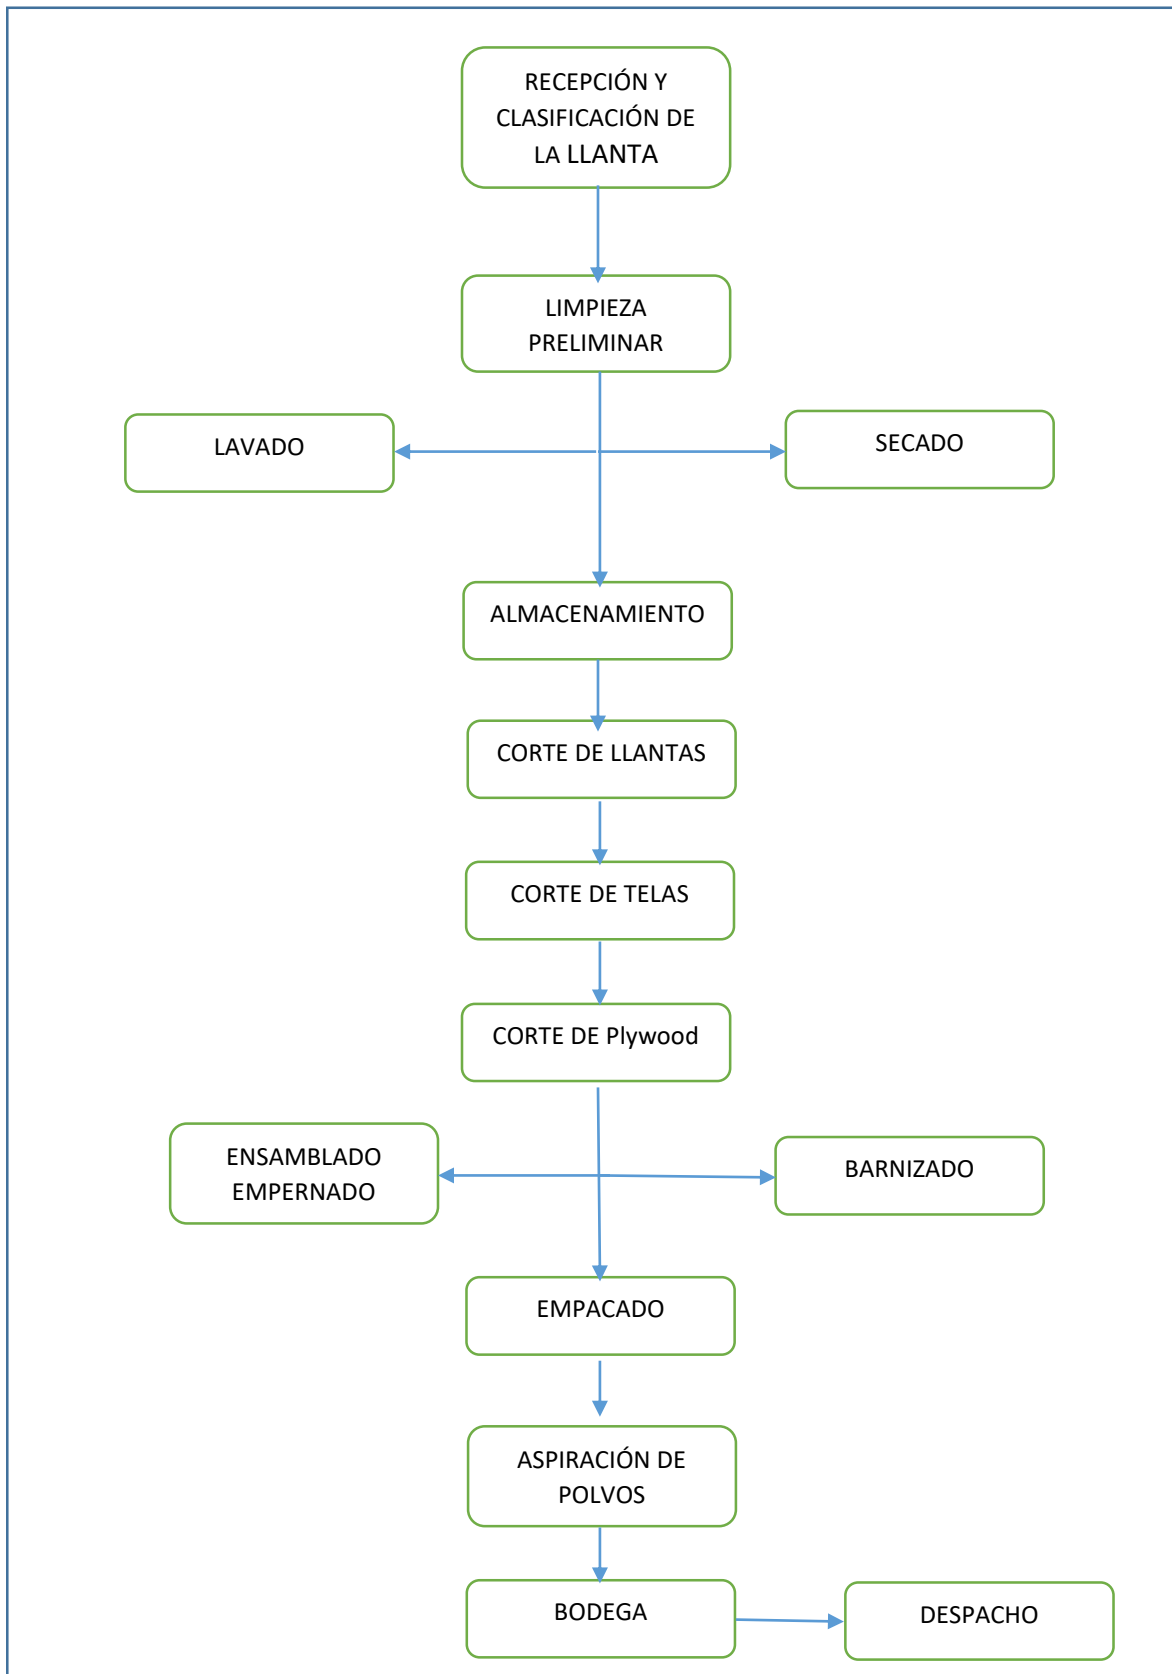 RECEPCIÓN Y
CLASIFICACIÓN DE
LA LLANTA
LIMPIEZA
PRELIMINAR
LAVADO
SECADO
ALMACENAMIENTO
CORTE DE LLANTAS
CORTE DE TELAS
CORTE DE Plywood
ENSAMBLADO
EMPERNADO
BARNIZADO
EMPACADO
ASPIRACIÓN DE
POLVOS
BODEGA
DESPACHO